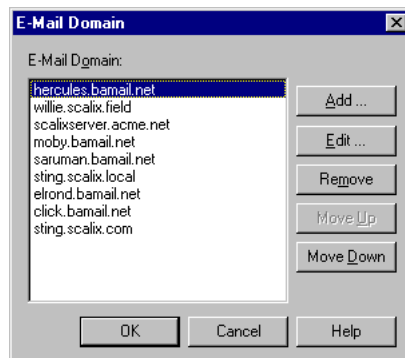 E-Mail Domain
E-Mail Domain:
hercules.bamail.net
willie.scalix.field
scalixserver.acme.net
moby.bamail.net
saruman.bamail.net
sting.scalix.local
elrond.bamail.net
click.bamail.net
sting.scalix.com
Add ...
Edit ...
Remove
Move Up
Move Down
OK
Cancel
Help